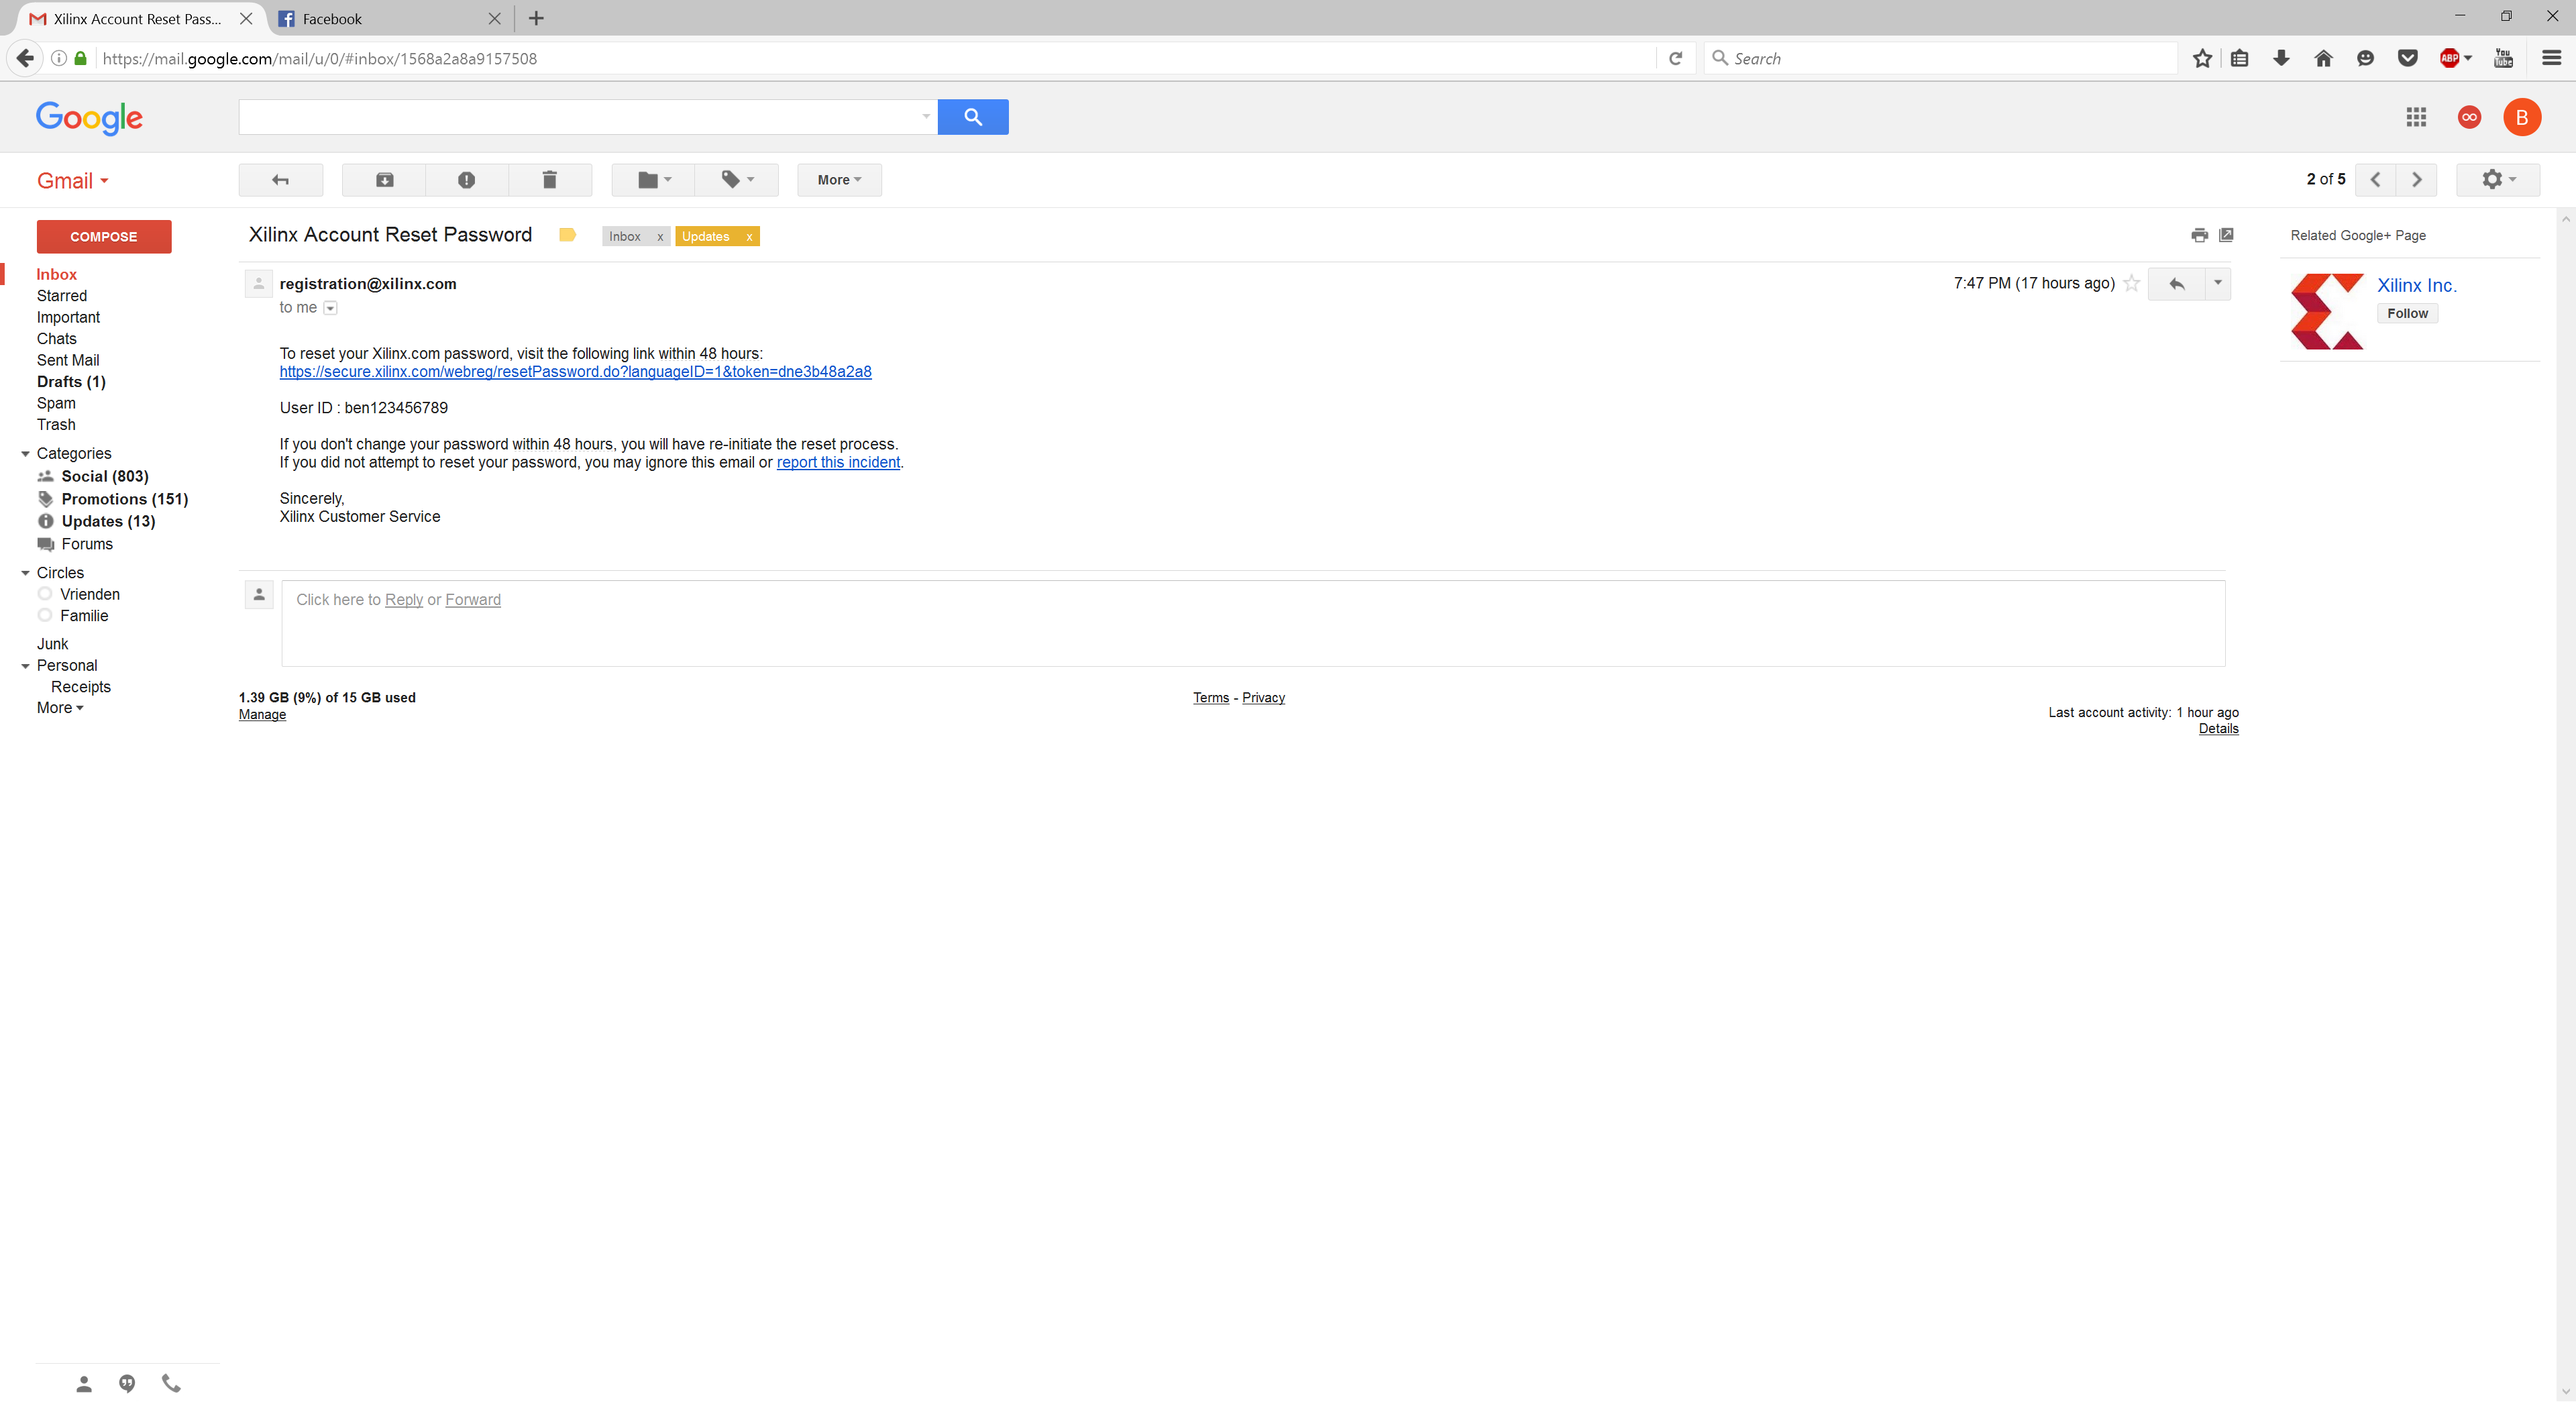 Xilinx Account Reset Pass...
Facebook
https://mail.google.com/mail/u/0/#inbox/1568a2a8a9157508
Search
ABP
You Tube
Google
B
Gmail
More
2 of 5
COMPOSE
Xilinx Account Reset Password
Inbox x
Updates x
Related Google+ Page
Inbox
Starred
Important
Chats
Sent Mail
Drafts (1)
Spam
Trash
Categories
Social (803)
Promotions (151)
Updates (13)
Forums
Circles
Vrienden
Familie
Junk
Personal
Receipts
More
registration@xilinx.com
7:47 PM (17 hours ago)
to me
Xilinx Inc.
Follow
To reset your Xilinx.com password, visit the following link within 48 hours:
https://secure.xilinx.com/webreg/resetPassword.do?languageID=1&token=dne3b48a2a8
User ID : ben123456789
If you don't change your password within 48 hours, you will have re-initiate the reset process.
If you did not attempt to reset your password, you may ignore this email or report this incident.
Sincerely,
Xilinx Customer Service
Click here to Reply or Forward
1.39 GB (9%) of 15 GB used
Manage
Terms - Privacy
Last account activity: 1 hour ago
Details